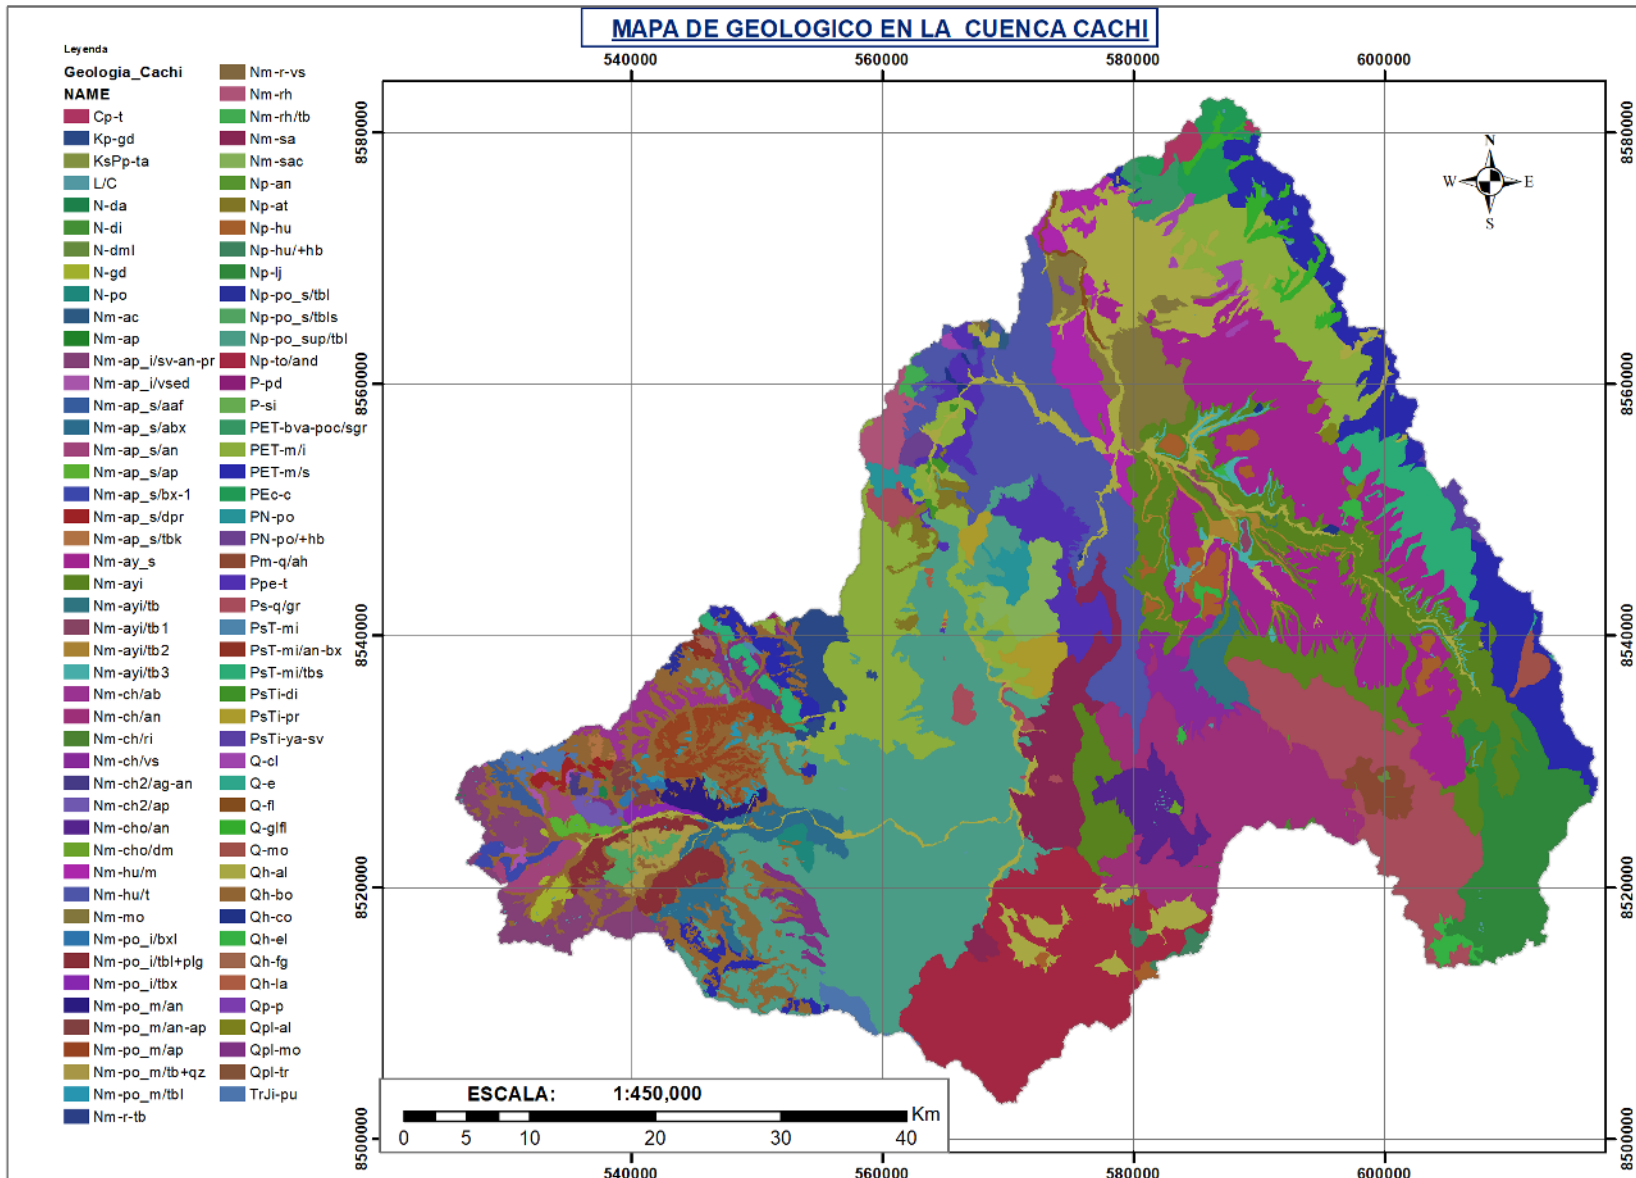 MAPA DE GEOLOGICO EN LA CUENCA CACHI
Leyenda
Geologia_Cachi
NAME
Cp-t
Kp-gd
KsPp-ta
L/C
N-da
N-di
N-dml
N-gd
N-po
Nm-ac
Nm-ap
Nm-ap_i/sv-an-pr
Nm-ap_i/vsed
Nm-ap_s/aaf
Nm-ap_s/abx
Nm-ap_s/an
Nm-ap_s/ap
Nm-ap_s/bx-1
Nm-ap_s/dpr
Nm-ap_s/tbk
Nm-ay_s
Nm-ayi
Nm-ayi/tb
Nm-ayi/tb1
Nm-ayi/tb2
Nm-ayi/tb3
Nm-ch/ab
Nm-ch/an
Nm-ch/ri
Nm-ch/vs
Nm-ch2/ag-an
Nm-ch2/ap
Nm-cho/an
Nm-cho/dm
Nm-hu/m
Nm-hu/t
Nm-mo
Nm-po_i/bxl
Nm-po_i/tbl+plg
Nm-po_i/tbx
Nm-po_m/an
Nm-po_m/an-ap
Nm-po_m/ap
Nm-po_m/tb+qz
Nm-po_m/tbl
Nm-r-tb
Nm-r-vs
Nm-rh
Nm-rh/tb
Nm-sa
Nm-sac
Np-an
Np-at
Np-hu
Np-hu/+hb
Np-lj
Np-po_s/tbl
Np-po_s/tbls
Np-po_sup/tbl
Np-to/and
P-pd
P-si
PET-bva-poc/sgr
PET-m/i
PET-m/s
PEc-c
PN-po
PN-po/+hb
Pm-q/ah
Ppe-t
Ps-q/gr
PsT-mi
PsT-mi/an-bx
PsT-mi/tbs
PsTi-di
PsTi-pr
PsTi-ya-sv
Q-cl
Q-e
Q-fl
Q-glfl
Q-mo
Qh-al
Qh-bo
Qh-co
Qh-el
Qh-fg
Qh-la
Qp-p
Qpl-al
Qpl-mo
Qpl-tr
TrJi-pu
540000 560000 580000 600000
8580000 8580000
N
W E
S
8560000 8560000
8540000 8540000
8520000 8520000
8500000 8500000
ESCALA: 1:450,000
Km
0 5 10 20 30 40
540000 560000 580000 600000